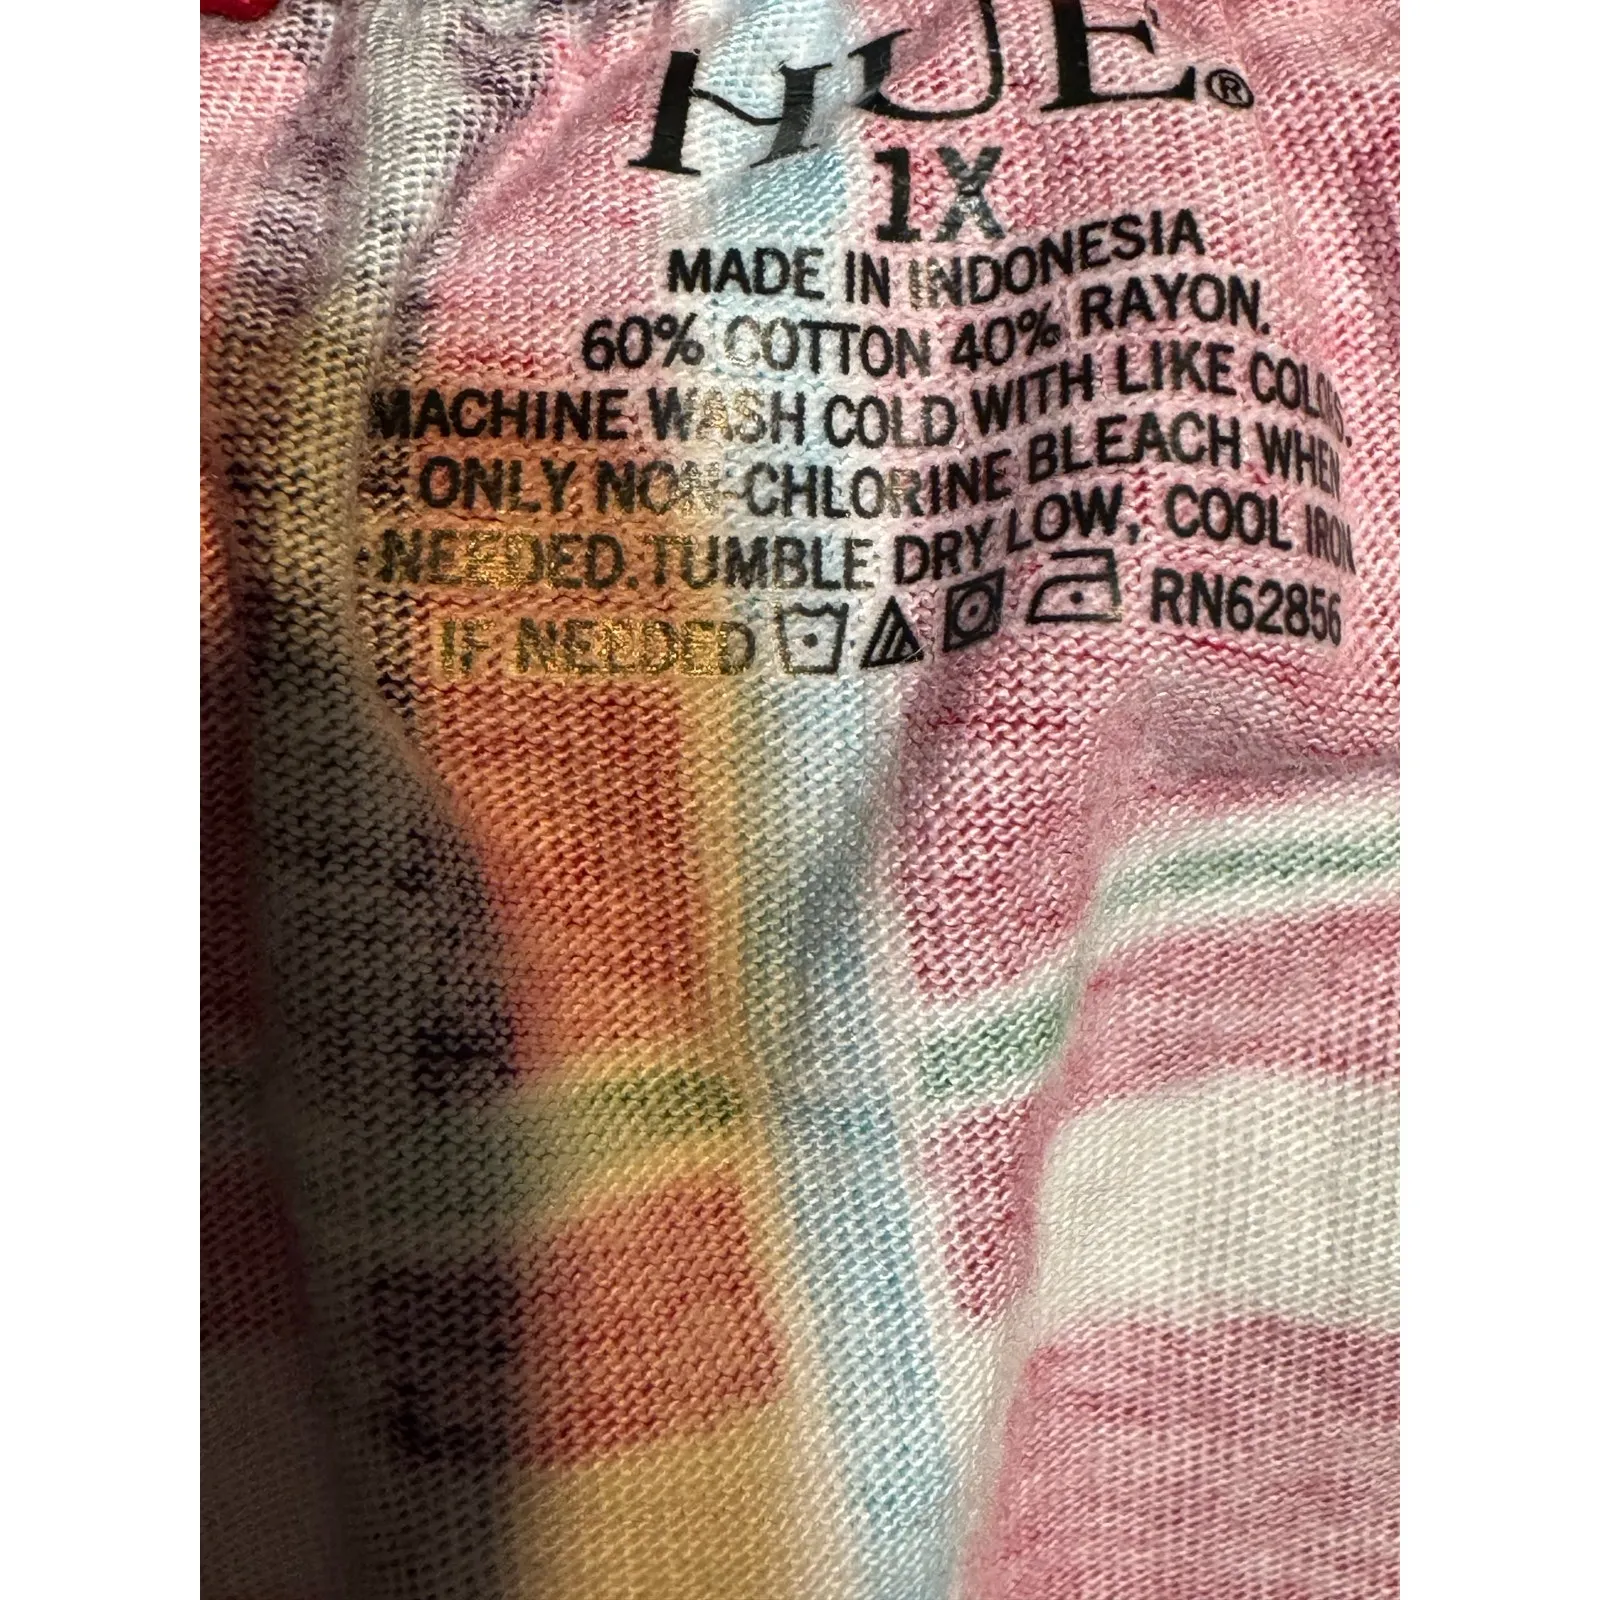 HUE®
1X
MADE IN INDONESIA
60% COTTON 40% RAYON.
MACHINE WASH COLD WITH LIKE COLORS.
ONLY NON-CHLORINE BLEACH WHEN
NEEDED. TUMBLE DRY LOW, COOL IRON
IF NEEDED RN62856